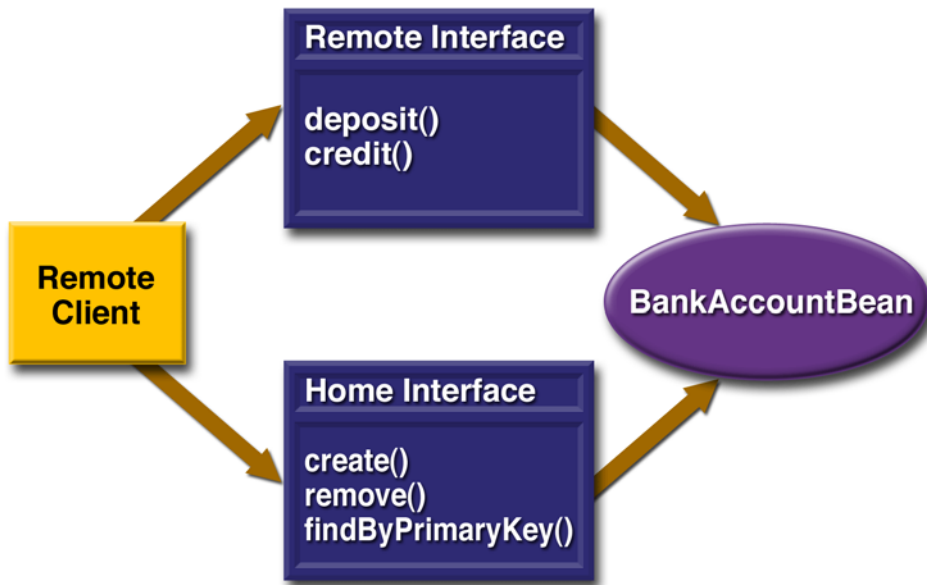 Remote Interface
deposit()
credit()
Remote
Client
BankAccountBean
Home Interface
create()
remove()
findByPrimaryKey()